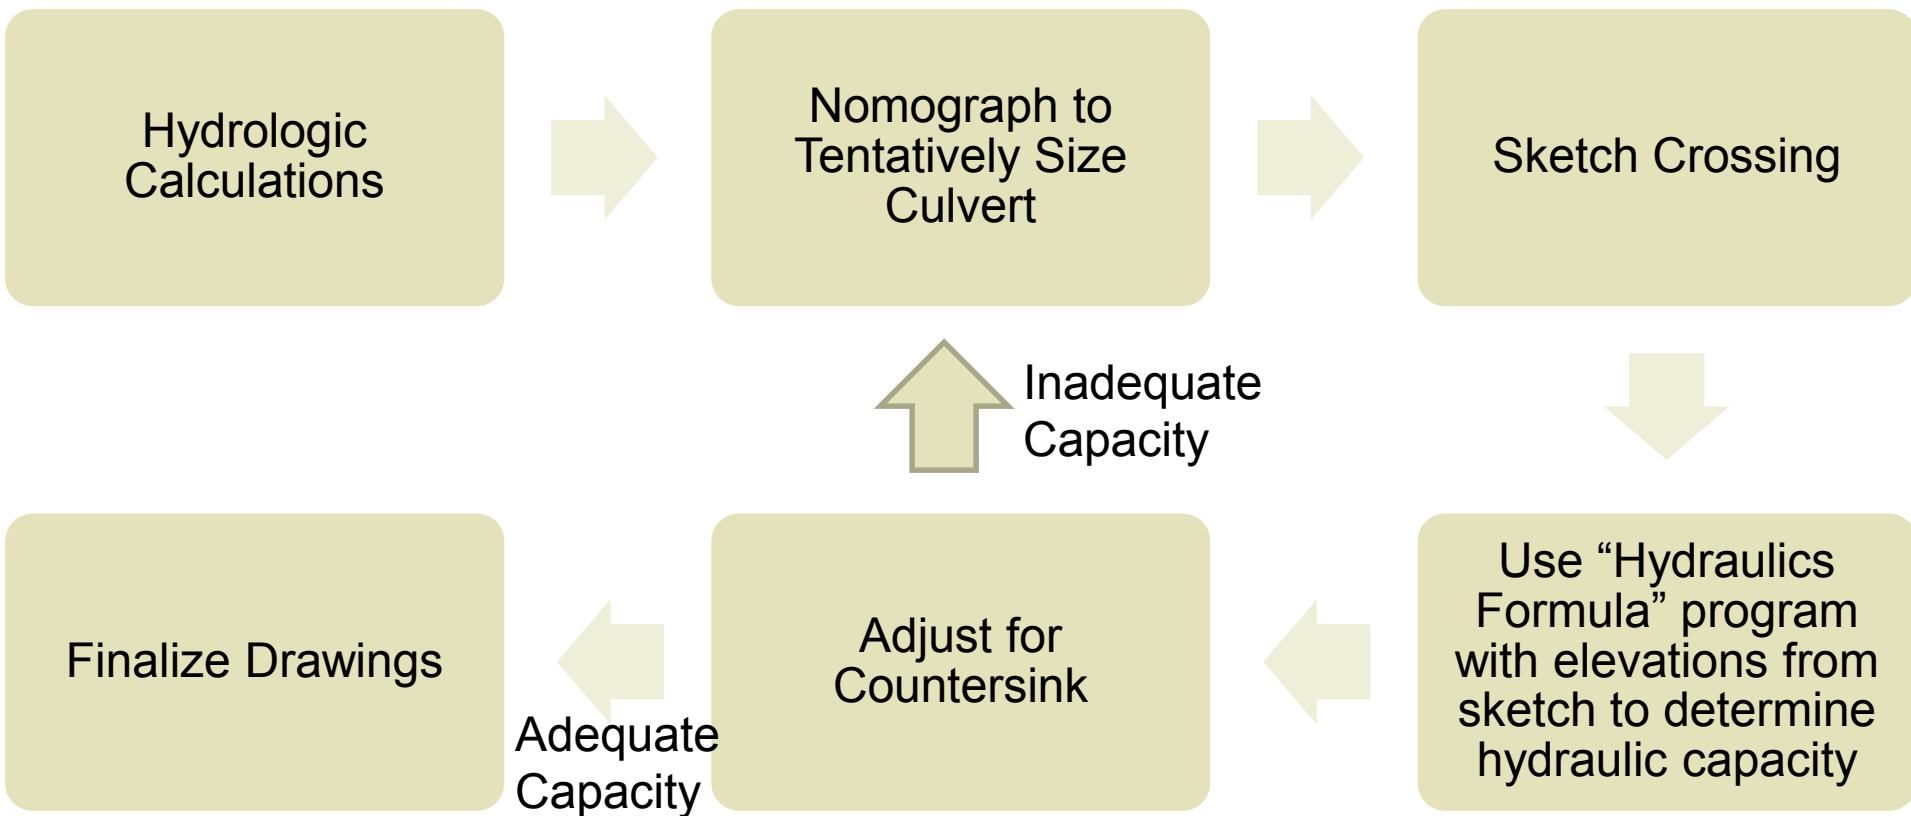 Hydrologic
Calculations
Nomograph to
Tentatively Size
Culvert
Sketch Crossing
Inadequate
Capacity
Use “Hydraulics
Formula” program
with elevations from
sketch to determine
hydraulic capacity
Adjust for
Countersink
Adequate
Capacity
Finalize Drawings